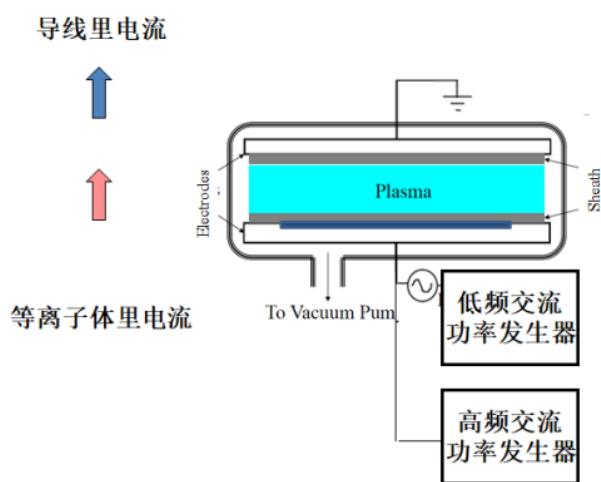 导线里电流
Electrodes
Plasma
Sheath
To Vacuum Pum
等离子体里电流
低频交流
功率发生器
高频交流
功率发生器